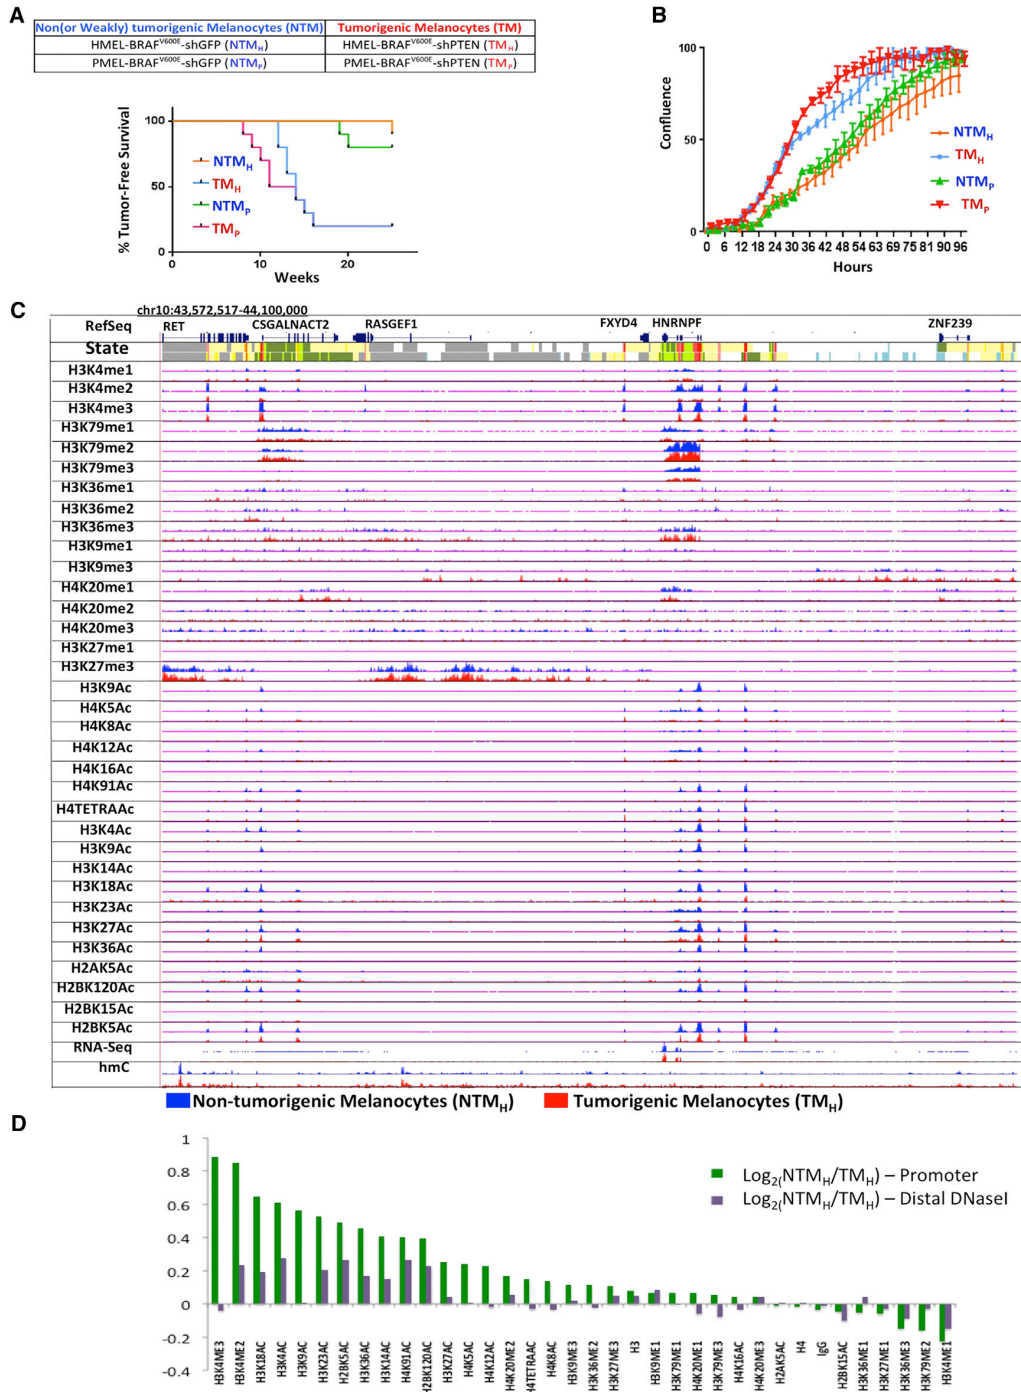 A
Non(or Weakly) tumorigenic Melanocytes (NTM) Tumorigenic Melanocytes (TM)
HMEL-BRAFV600E-shGFP (NTMH) HMEL-BRAFV600E-shPTEN (TMH)
PMEL-BRAFV600E-shGFP (NTMP) PMEL-BRAFV600E-shPTEN (TMP)
% Tumor-Free Survival
100
50
0
NTMH
TMH
NTMP
TMP
0 10 20
Weeks
B
Confluence
100
50
0
NTMH
TMH
NTMP
TMP
0 6 12 18 24 30 36 42 48 54 63 69 75 81 90 96
Hours
C
chr10:43,572,517-44,100,000
RefSeq RET CSGALNACT2 RASGEF1 FXYD4 HNRNPF ZNF239
State
H3K4me1
H3K4me2
H3K4me3
H3K79me1
H3K79me2
H3K79me3
H3K36me1
H3K36me2
H3K36me3
H3K9me1
H3K9me3
H4K20me1
H4K20me2
H4K20me3
H3K27me1
H3K27me3
H3K9Ac
H4K5Ac
H4K8Ac
H4K12Ac
H4K16Ac
H4K91Ac
H4TETRAAc
H3K4Ac
H3K9Ac
H3K14Ac
H3K18Ac
H3K23Ac
H3K27Ac
H3K36Ac
H2AK5Ac
H2BK120Ac
H2BK15Ac
H2BK5Ac
RNA-Seq
hmC
Non-tumorigenic Melanocytes (NTMH) Tumorigenic Melanocytes (TMH)
D
1
0.8
0.6
0.4
0.2
0
-0.2
-0.4
Log2(NTMH/TMH) – Promoter
Log2(NTMH/TMH) – Distal DNaseI
H3K4ME3
H3K4ME2
H3K18AC
H3K4AC
H3K9AC
H3K23AC
H2BK5AC
H3K36AC
H3K14AC
H4K91AC
H2BK120AC
H3K27AC
H4K5AC
H4K12AC
H4K20ME2
H4TETRAAC
H4K8AC
H3K9ME3
H3K36ME2
H3K27ME3
H3
H3K9ME1
H3K79ME1
H4K20ME1
H3K79ME3
H4K16AC
H4K20ME3
H2AK5AC
H4
IgG
H2BK15AC
H3K36ME1
H3K27ME1
H3K36ME3
H3K79ME2
H3K4ME1